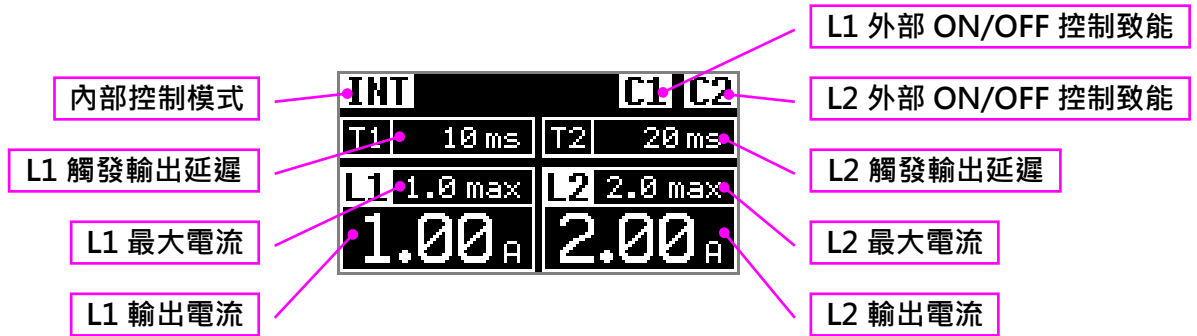 L1 外部 ON/OFF 控制致能
內部控制模式
INT C1 C2
L2 外部 ON/OFF 控制致能
T1 10 ms T2 20 ms
L1 觸發輸出延遲
L2 觸發輸出延遲
L1 1.0 max L2 2.0 max
L1 最大電流
1.00 A 2.00 A
L2 最大電流
L1 輸出電流
L2 輸出電流